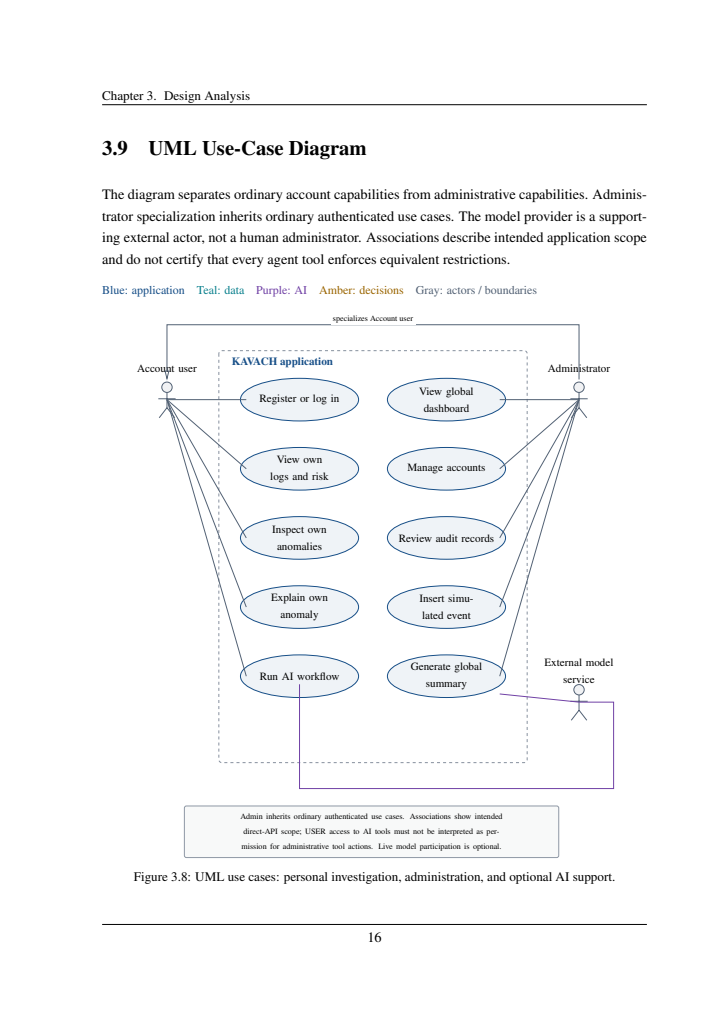 Chapter 3. Design Analysis
3.9 UML Use-Case Diagram
The diagram separates ordinary account capabilities from administrative capabilities. Adminis-
trator specialization inherits ordinary authenticated use cases. The model provider is a support-
ing external actor, not a human administrator. Associations describe intended application scope
and do not certify that every agent tool enforces equivalent restrictions.
Blue: application Teal: data Purple: AI Amber: decisions Gray: actors / boundaries
specializes Account user
Account user
Administrator
KAVACH application
Register or log in
View global
dashboard
View own
logs and risk
Manage accounts
Inspect own
anomalies
Review audit records
Explain own
anomaly
Insert simu-
lated event
Run AI workflow
Generate global
summary
External model
service
Admin inherits ordinary authenticated use cases. Associations show intended
direct-API scope; USER access to AI tools must not be interpreted as per-
mission for administrative tool actions. Live model participation is optional.
Figure 3.8: UML use cases: personal investigation, administration, and optional AI support.
16